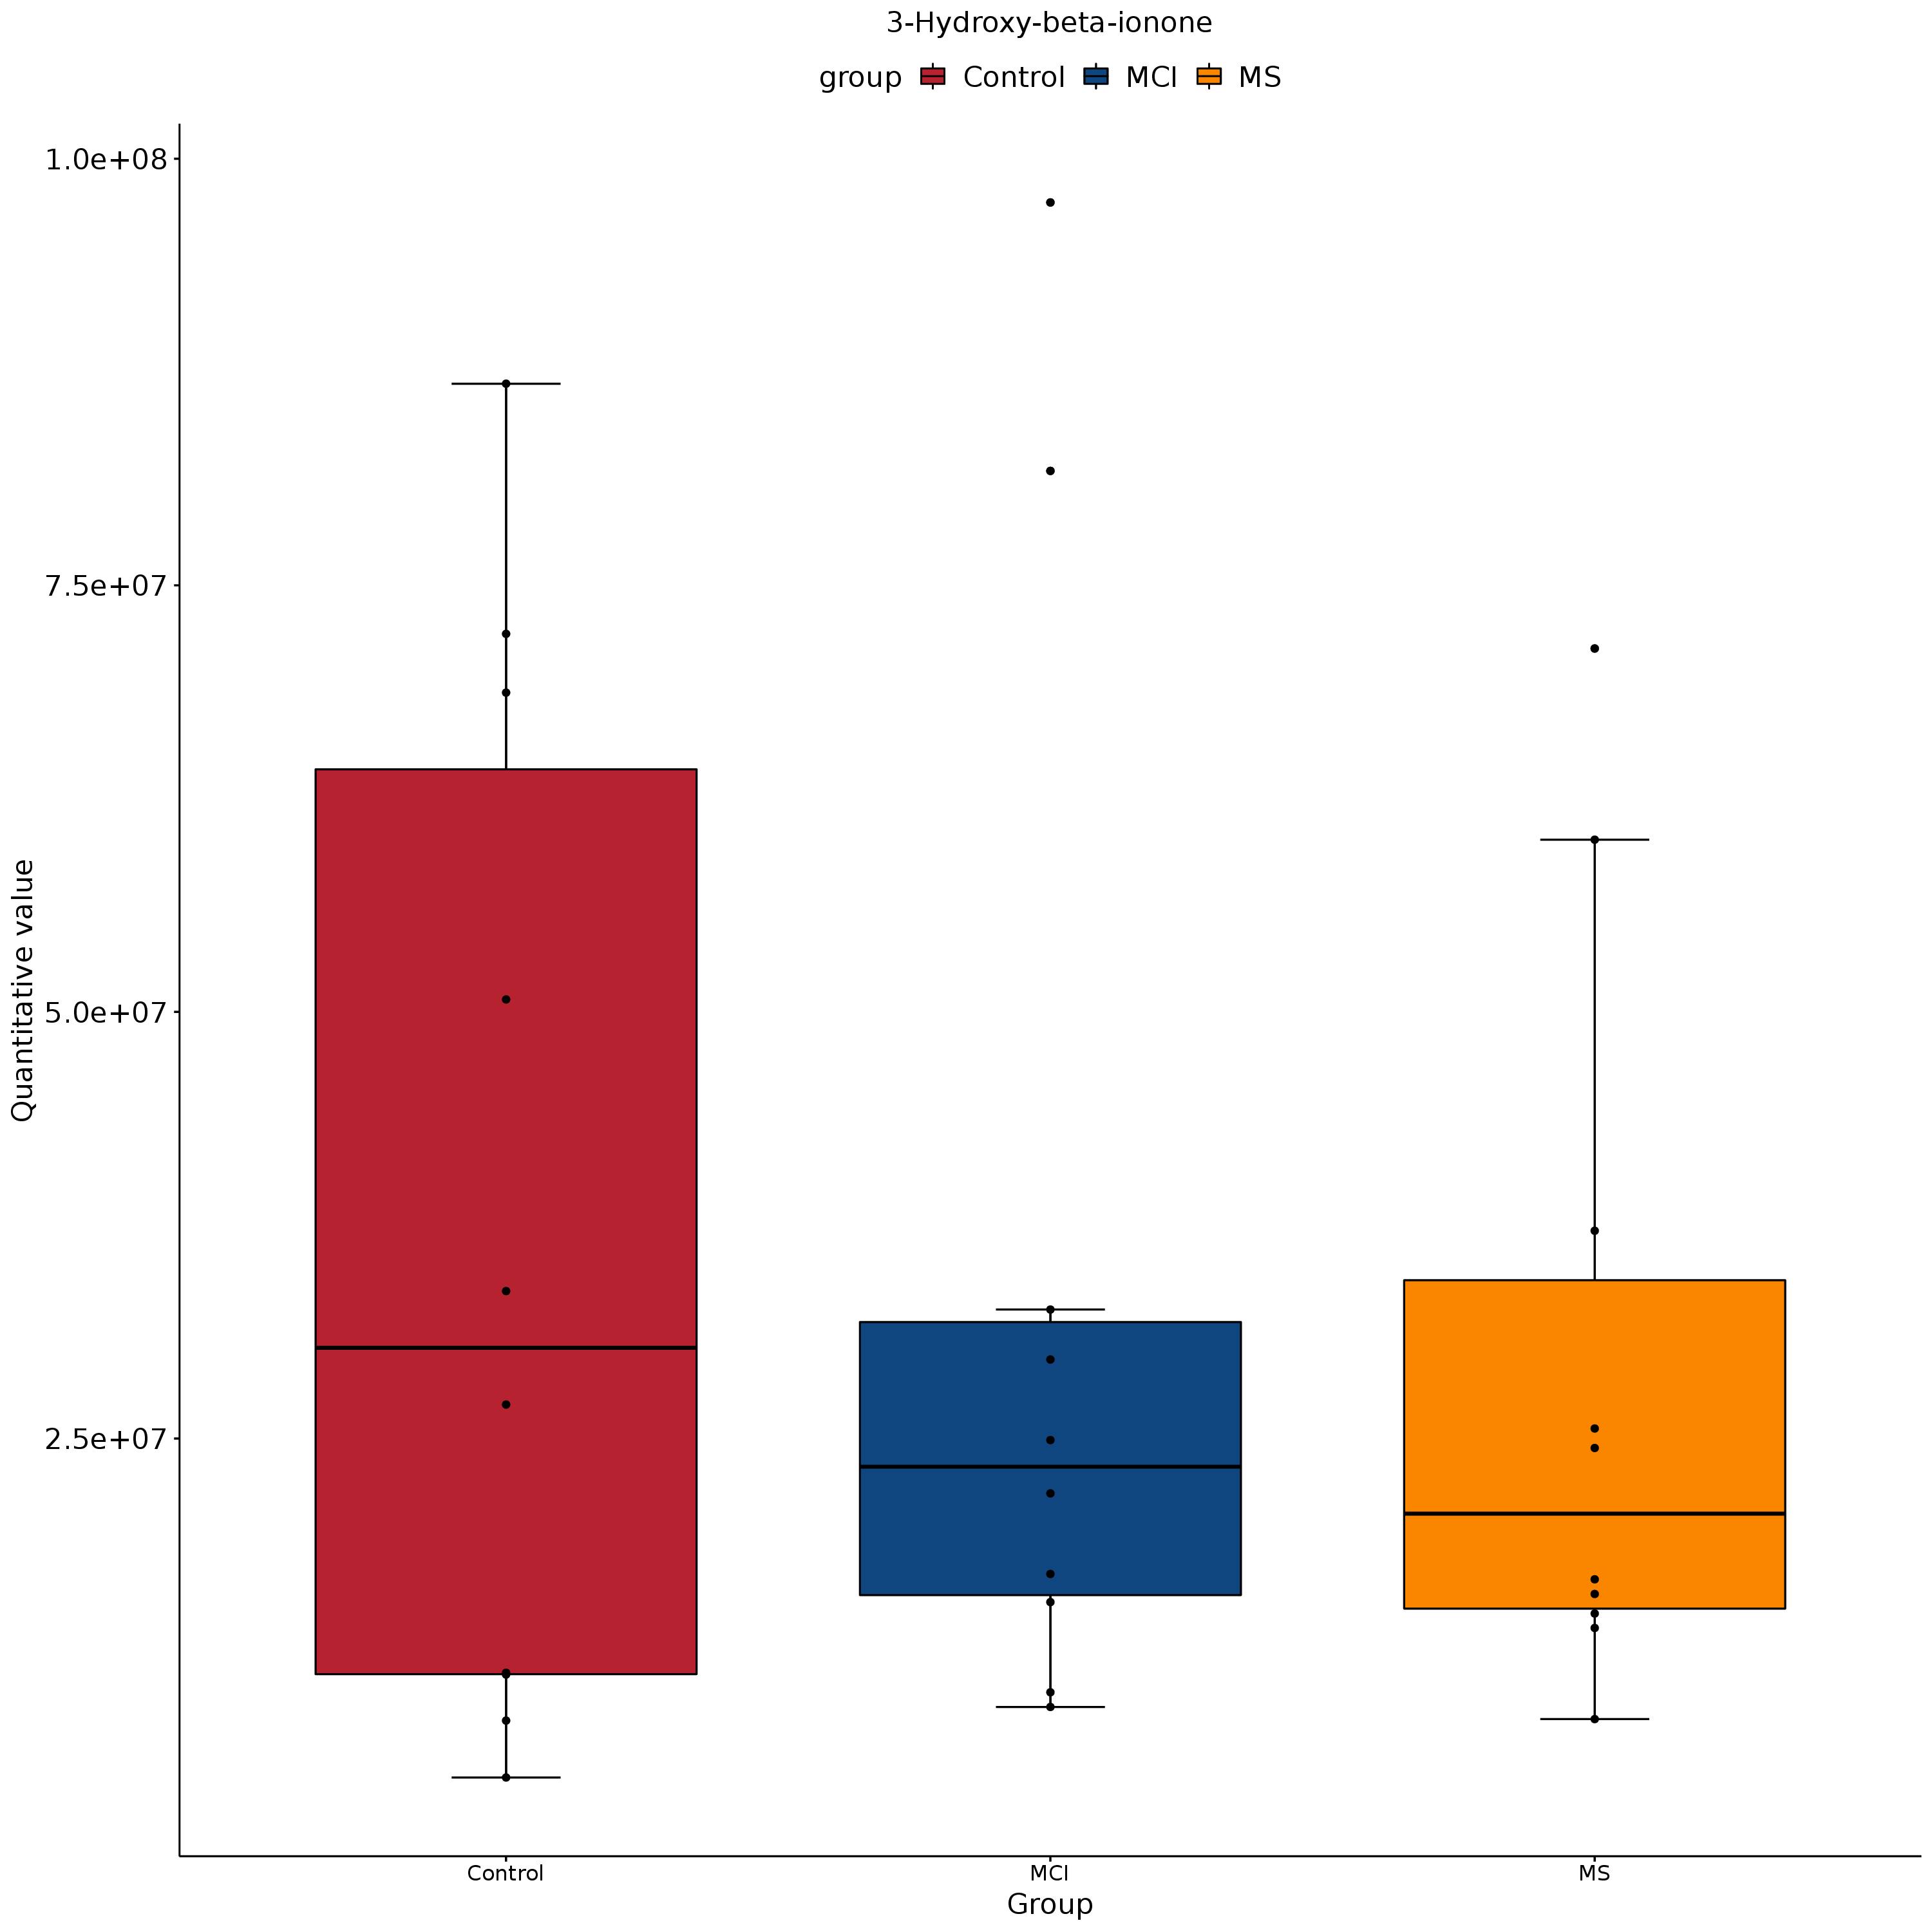 3-Hydroxy-beta-ionone
group Control MCI MS
1.0e+08
7.5e+07
5.0e+07
2.5e+07
Quantitative value
Control MCI MS
Group